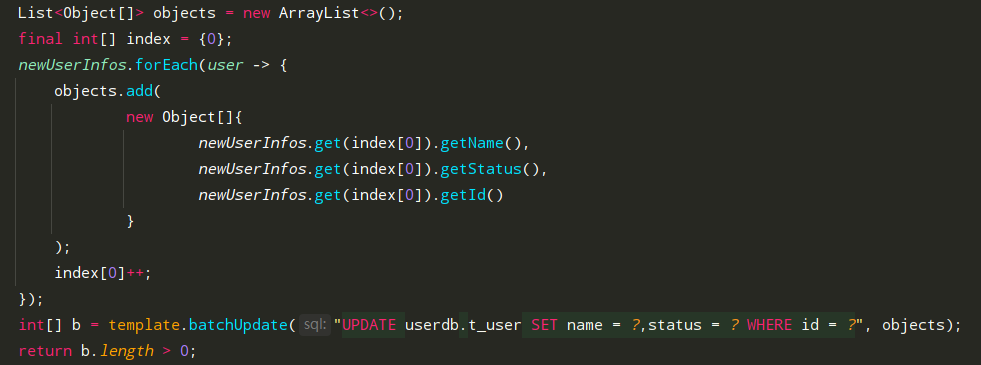 List<Object[]> objects = new ArrayList<>();
final int[] index = {0};
newUserInfos.forEach(user -> {
objects.add(
new Object[]{
newUserInfos.get(index[0]).getName(),
newUserInfos.get(index[0]).getStatus(),
newUserInfos.get(index[0]).getId()
}
);
index[0]++;
});
int[] b = template.batchUpdate( sql: "UPDATE userdb.t_user SET name = ?,status = ? WHERE id = ?", objects);
return b.length > 0;